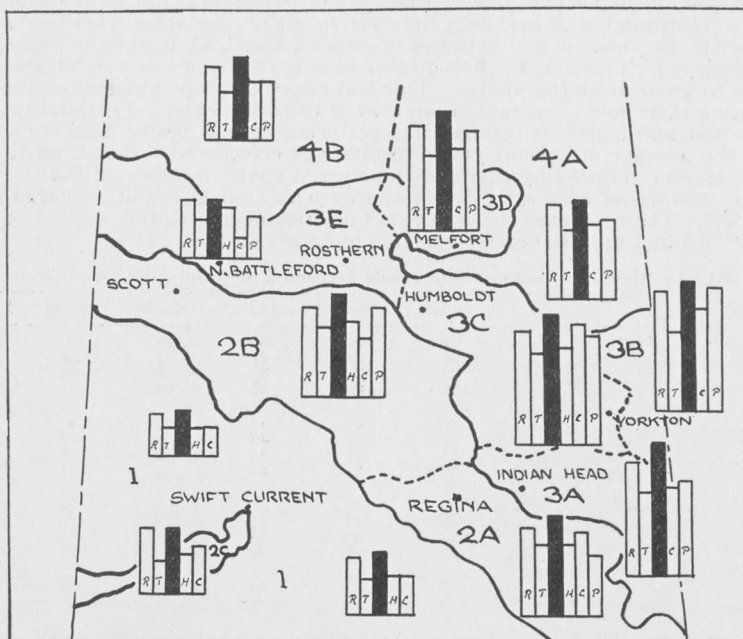 R T C P
4B
4A
R T C P
3D
3E
R T H C P
MELFORT
ROSTHERN
N. BATTLEFORD
R T C P
SCOTT
HUMBOLDT
3C
2B
R T H C P
3B
R T C P
R T H C P
YORKTON
R T H C
1
INDIAN HEAD
3A
SWIFT CURRENT
REGINA
2A
R T C P
2C
R T H C
1
R T H C
R T H C P